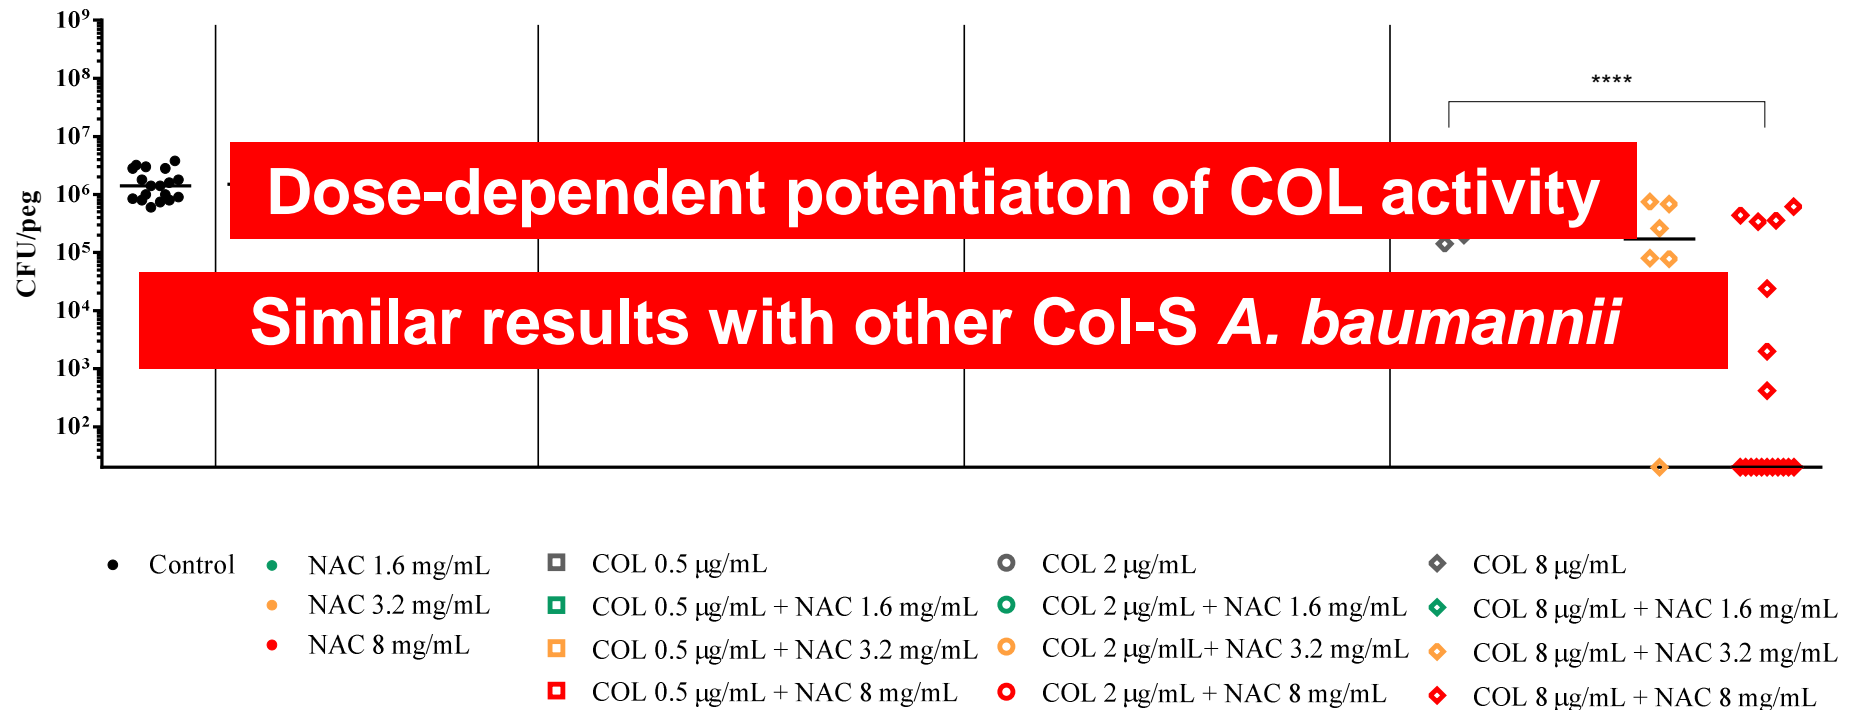 10⁹
10⁸
****
10⁷
Dose-dependent potentiaton of COL activity
10⁶
10⁵
CFU/peg
Similar results with other Col-S A. baumannii
10⁴
10³
10²
Control
NAC 1.6 mg/mL
NAC 3.2 mg/mL
NAC 8 mg/mL
COL 0.5 µg/mL
COL 0.5 µg/mL + NAC 1.6 mg/mL
COL 0.5 µg/mL + NAC 3.2 mg/mL
COL 0.5 µg/mL + NAC 8 mg/mL
COL 2 µg/mL
COL 2 µg/mL + NAC 1.6 mg/mL
COL 2 µg/mlL+ NAC 3.2 mg/mL
COL 2 µg/mL + NAC 8 mg/mL
COL 8 µg/mL
COL 8 µg/mL + NAC 1.6 mg/mL
COL 8 µg/mL + NAC 3.2 mg/mL
COL 8 µg/mL + NAC 8 mg/mL